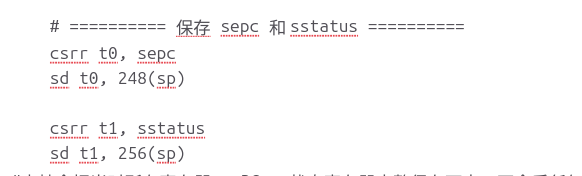 # ========== 保存 sepc 和 sstatus ==========
csrr t0, sepc
sd t0, 248(sp)
csrr t1, sstatus
sd t1, 256(sp)